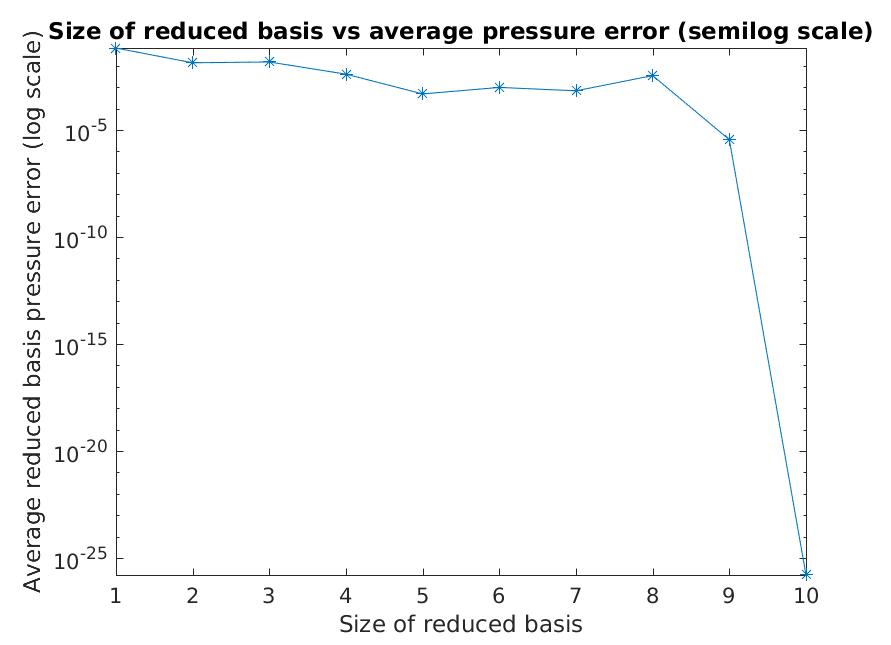 Size of reduced basis vs average pressure error (semilog scale)
Average reduced basis pressure error (log scale)
10^-5
10^-10
10^-15
10^-20
10^-25
1 2 3 4 5 6 7 8 9 10
Size of reduced basis